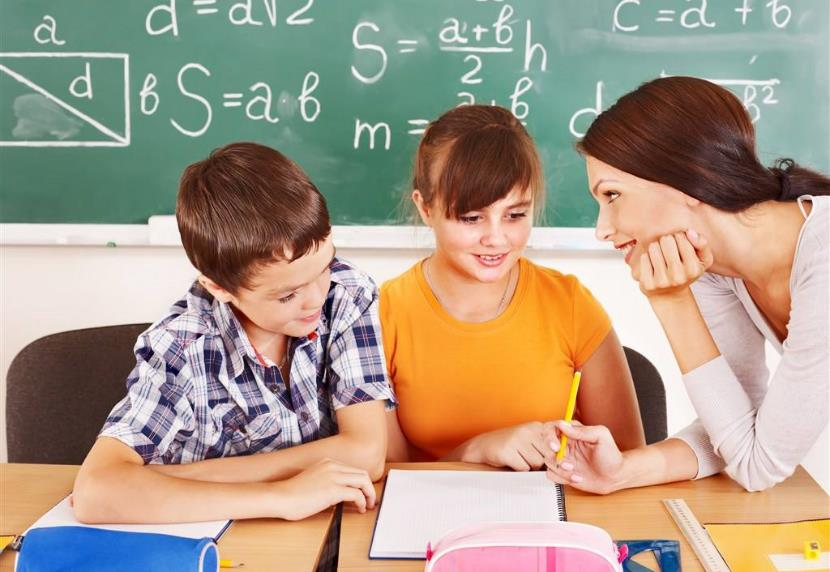 a
d = a√2
d
b
S = a · b
S = a+b/2 h
m = a+b
c = a + b
d
b²